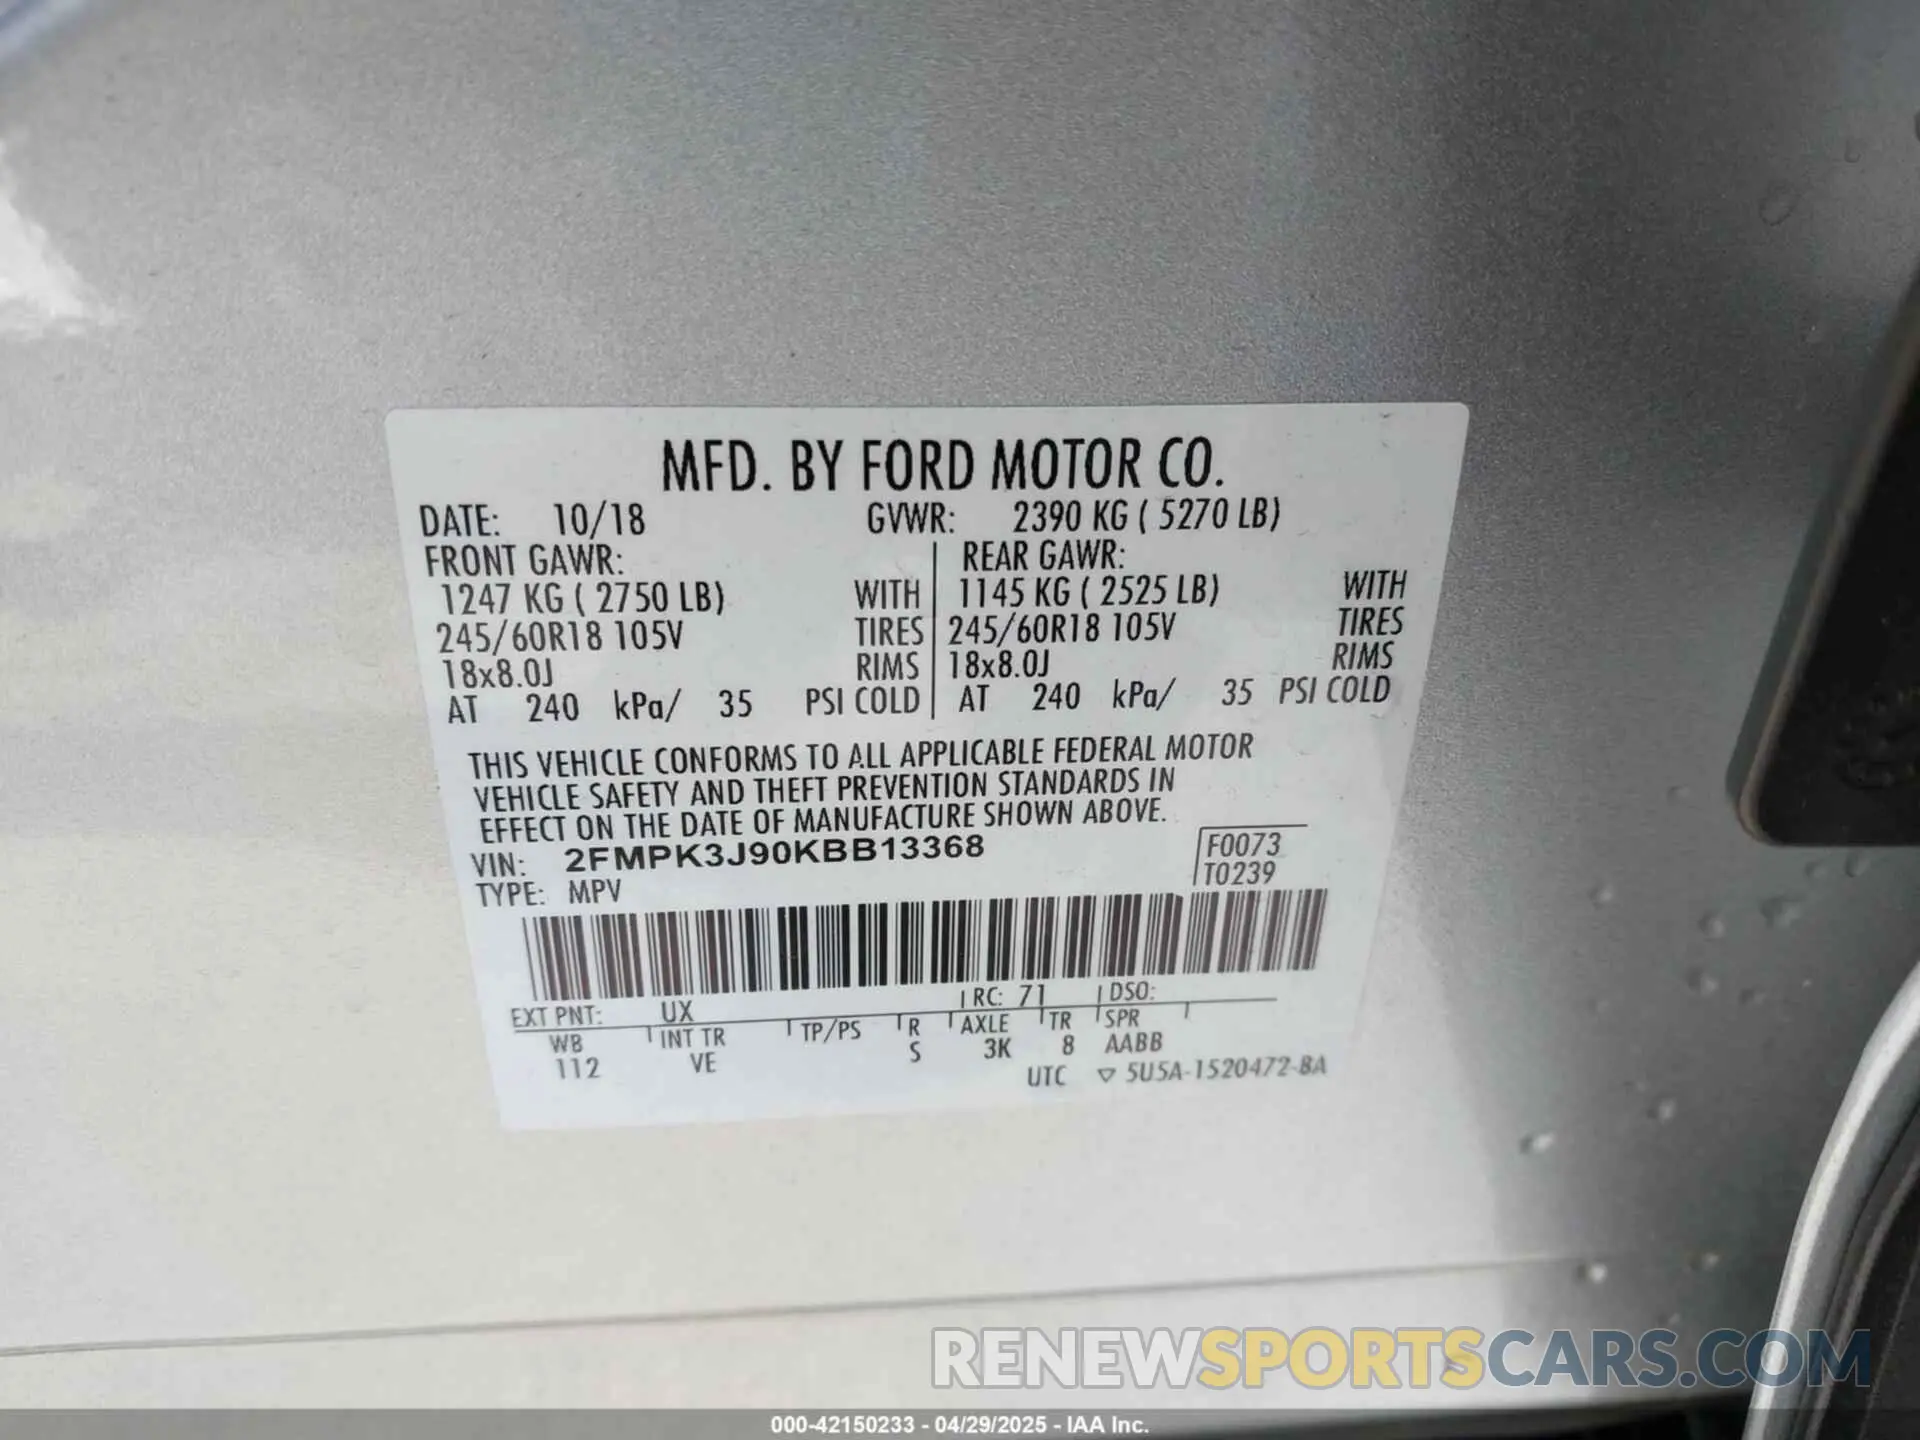 MFD. BY FORD MOTOR CO.
DATE: 10/18 GVWR: 2390 KG ( 5270 LB)
FRONT GAWR: REAR GAWR:
1247 KG ( 2750 LB) WITH 1145 KG ( 2525 LB) WITH
245/60R18 105V TIRES 245/60R18 105V TIRES
18x8.0J RIMS 18x8.0J RIMS
AT 240 kPa/ 35 PSI COLD AT 240 kPa/ 35 PSI COLD
THIS VEHICLE CONFORMS TO ALL APPLICABLE FEDERAL MOTOR
VEHICLE SAFETY AND THEFT PREVENTION STANDARDS IN
EFFECT ON THE DATE OF MANUFACTURE SHOWN ABOVE.
VIN: 2FMPK3J90KBB13368 F0073
TYPE: MPV T0239
EXT PNT: UX RC: 71 DSO:
WB INT TR TP/PS R AXLE TR SPR
112 VE S 3K 8 AABB
UTC ▽ 5U5A-1520472-BA
RENEWSPORTSCARS.COM
000-42150233 - 04/29/2025 - IAA Inc.